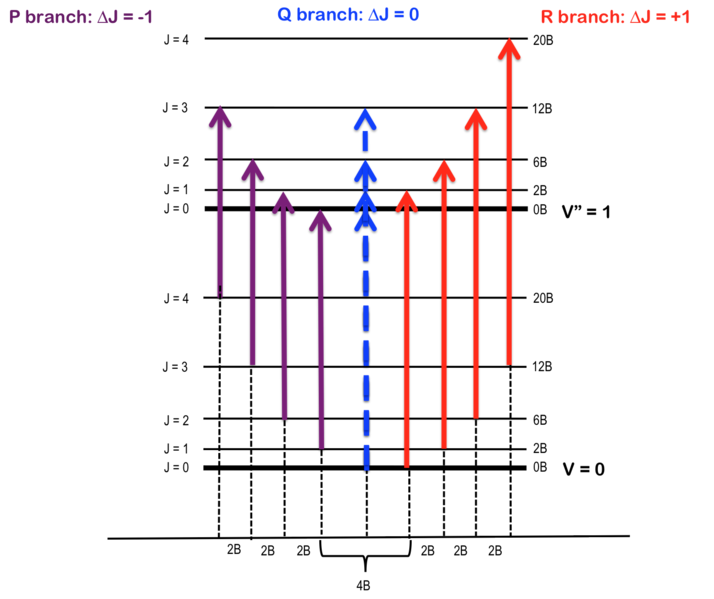 P branch: ΔJ = -1
Q branch: ΔJ = 0
R branch: ΔJ = +1
J = 4
20B
J = 3
12B
J = 2
6B
J = 1
2B
J = 0
0B
V” = 1
J = 4
20B
J = 3
12B
J = 2
6B
J = 1
2B
J = 0
0B
V = 0
2B
2B
2B
2B
2B
2B
4B